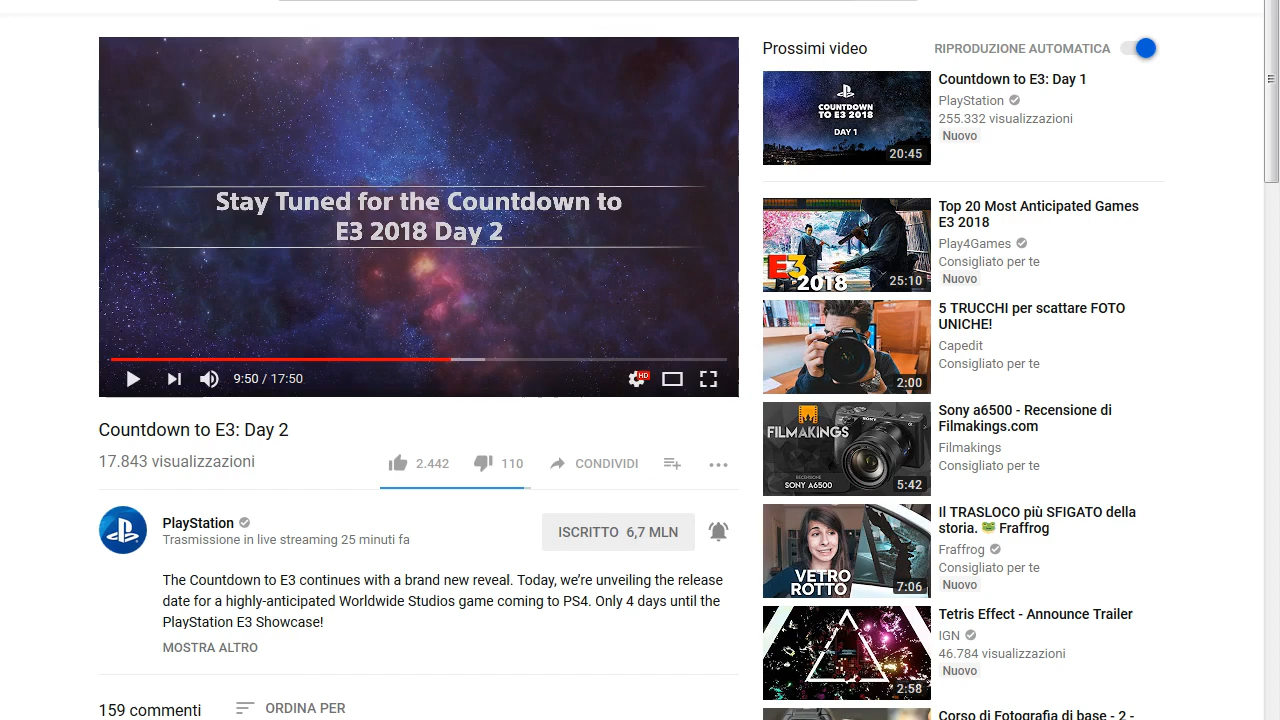 Stay Tuned for the Countdown to
E3 2018 Day 2
9:50 / 17:50
HD
Countdown to E3: Day 2
17.843 visualizzazioni
2.442
110
CONDIVIDI
PlayStation
Trasmissione in live streaming 25 minuti fa
ISCRITTO 6,7 MLN
The Countdown to E3 continues with a brand new reveal. Today, we're unveiling the release
date for a highly-anticipated Worldwide Studios game coming to PS4. Only 4 days until the
PlayStation E3 Showcase!
MOSTRA ALTRO
159 commenti
ORDINA PER
Prossimi video
RIPRODUZIONE AUTOMATICA
COUNTDOWN
TO E3 2018
DAY 1
20:45
Countdown to E3: Day 1
PlayStation
255.332 visualizzazioni
Nuovo
E3
2018
25:10
Top 20 Most Anticipated Games
E3 2018
Play4Games
Consigliato per te
Nuovo
Canon
2:00
5 TRUCCHI per scattare FOTO
UNICHE!
Capedit
Consigliato per te
FILMAKINGS
SONY
RECENSIONE
SONY A6500
5:42
Sony a6500 - Recensione di
Filmakings.com
Filmakings
Consigliato per te
VETRO
ROTTO
7:06
Il TRASLOCO più SFIGATO della
storia. 🐸 Fraffrog
Fraffrog
Consigliato per te
Nuovo
2:58
Tetris Effect - Announce Trailer
IGN
46.784 visualizzazioni
Nuovo
Corso di Fotografia di base - 2 -